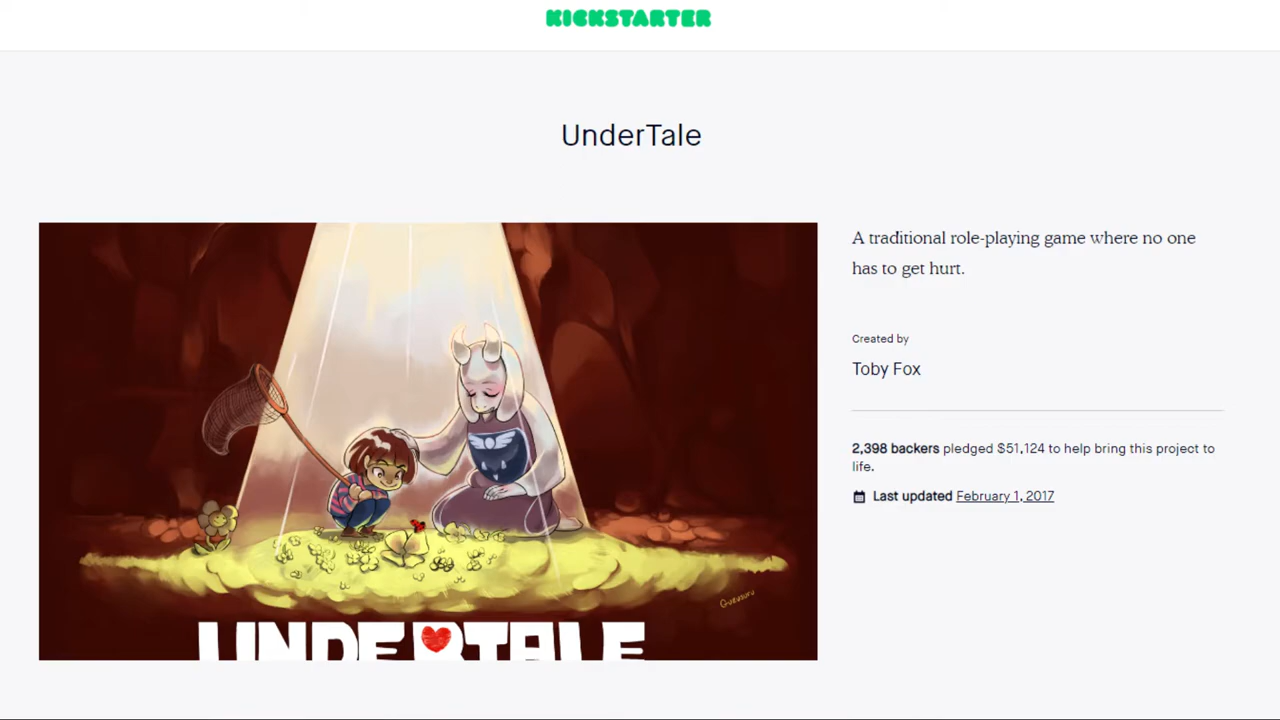 KICKSTARTER
UnderTale
A traditional role-playing game where no one
has to get hurt.
Created by
Toby Fox
2,398 backers pledged $51,124 to help bring this project to
life.
Last updated February 1, 2017
Gurusuru
UNDERTALE